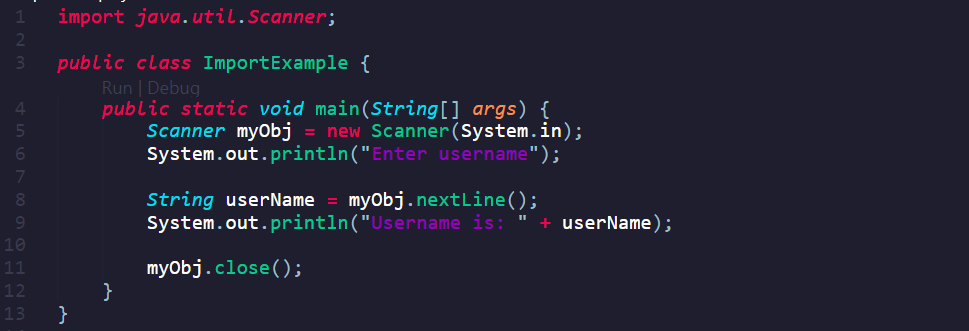 1 import java.util.Scanner;
2
3 public class ImportExample {
Run | Debug
4 public static void main(String[] args) {
5 Scanner myObj = new Scanner(System.in);
6 System.out.println("Enter username");
7
8 String userName = myObj.nextLine();
9 System.out.println("Username is: " + userName);
10
11 myObj.close();
12 }
13 }